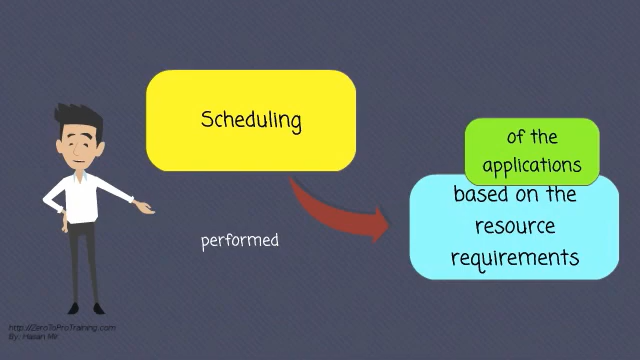 Scheduling
performed
based on the
resource
requirements
of the
applications
http://ZeroToProTraining.com
By: Hasan Mir